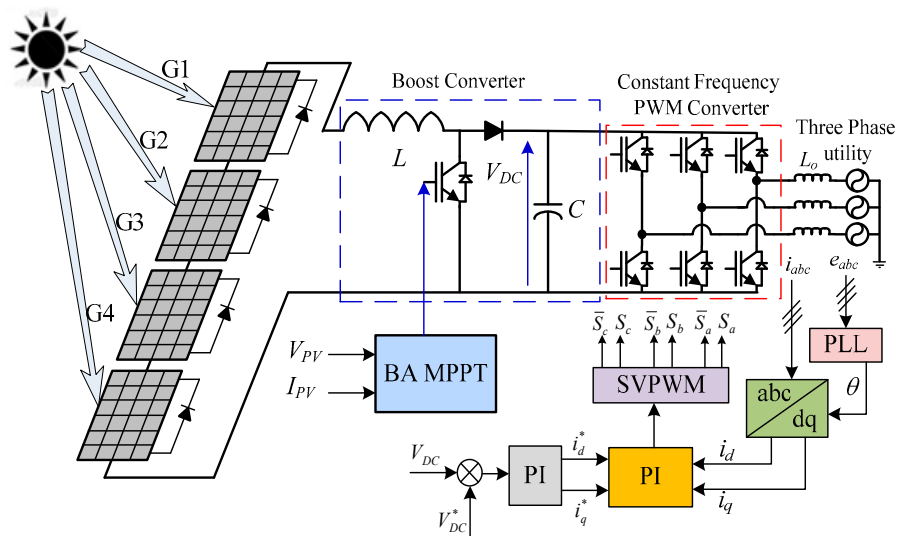 G1
G2
G3
G4
Boost Converter
Constant Frequency
PWM Converter
Three Phase
utility
L
V_DC
C
L_o
i_abc
e_abc
V_PV
I_PV
BA MPPT
S̅_c S_c S̅_b S_b S̅_a S_a
SVPWM
PLL
θ
abc
dq
V_DC
V*_DC
PI
i*_d
i*_q
PI
i_d
i_q